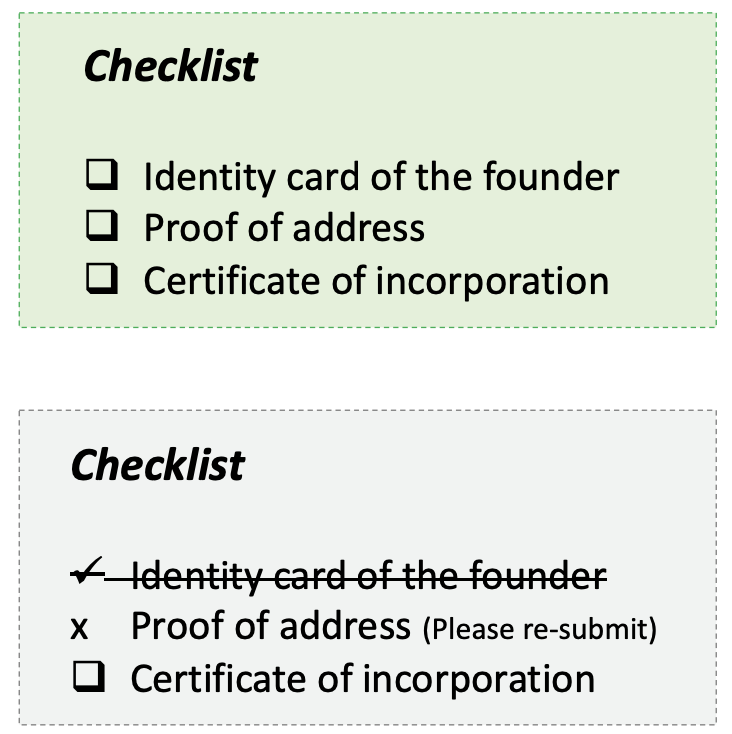 Checklist
❑ Identity card of the founder
❑ Proof of address
❑ Certificate of incorporation
Checklist
✓ Identity card of the founder
x Proof of address (Please re-submit)
❑ Certificate of incorporation